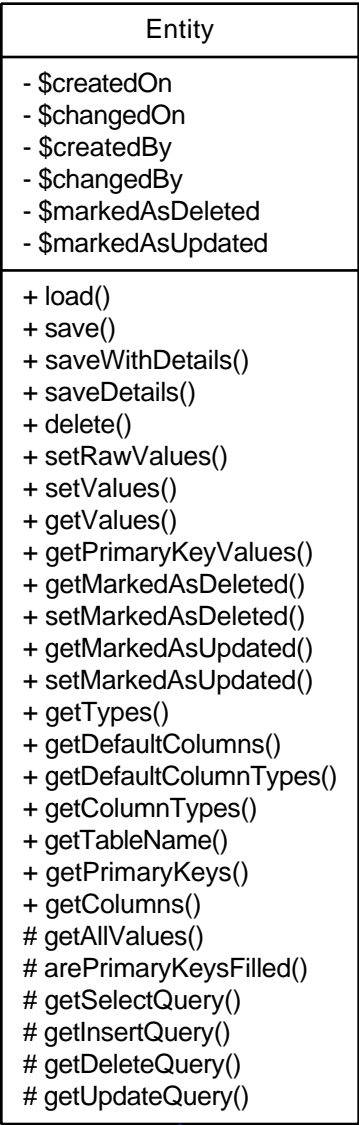 Entity
- $createdOn
- $changedOn
- $createdBy
- $changedBy
- $markedAsDeleted
- $markedAsUpdated
+ load()
+ save()
+ saveWithDetails()
+ saveDetails()
+ delete()
+ setRawValues()
+ setValues()
+ getValues()
+ getPrimaryKeyValues()
+ getMarkedAsDeleted()
+ setMarkedAsDeleted()
+ getMarkedAsUpdated()
+ setMarkedAsUpdated()
+ getTypes()
+ getDefaultColumns()
+ getDefaultColumnTypes()
+ getColumnTypes()
+ getTableName()
+ getPrimaryKeys()
+ getColumns()
# getAllValues()
# arePrimaryKeysFilled()
# getSelectQuery()
# getInsertQuery()
# getDeleteQuery()
# getUpdateQuery()